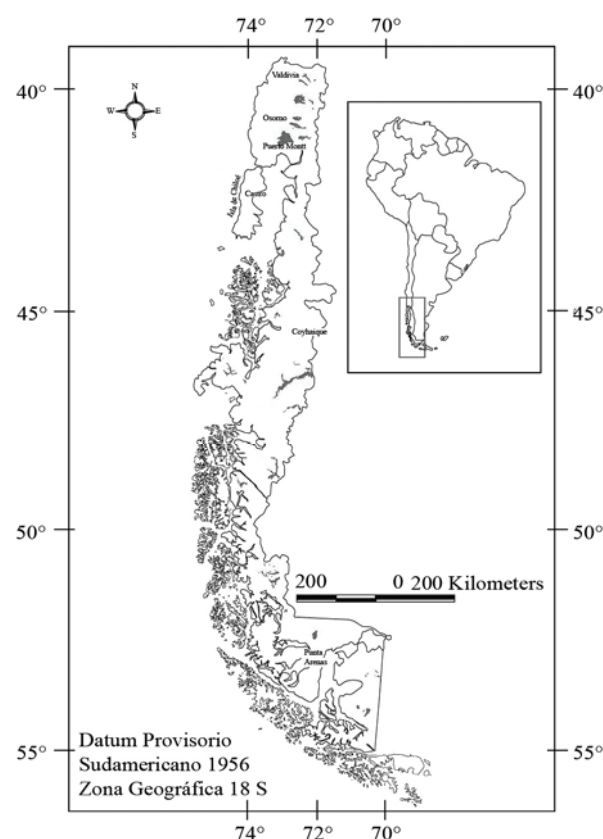 74° 72° 70°
N
W E
S
40° 40°
Valdivia
Osorno
Puerto Montt
Isla de Chiloé
Castro
45° 45°
Coyhaique
50° 50°
200 0 200 Kilometers
Punta
Arenas
Datum Provisorio
Sudamericano 1956
Zona Geográfica 18 S
55° 55°
74° 72° 70°